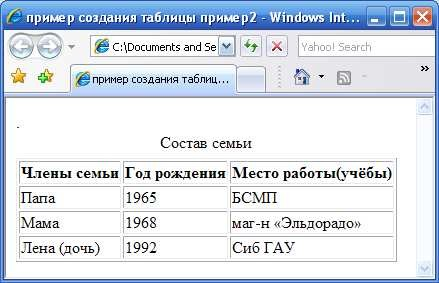 пример создания таблицы пример2 - Windows Int...
C:\Documents and Se
Yahoo! Search
пример создания таблиц...
.
Состав семьи
Члены семьи Год рождения Место работы(учёбы)
Папа 1965 БСМП
Мама 1968 маг-н «Эльдорадо»
Лена (дочь) 1992 Сиб ГАУ